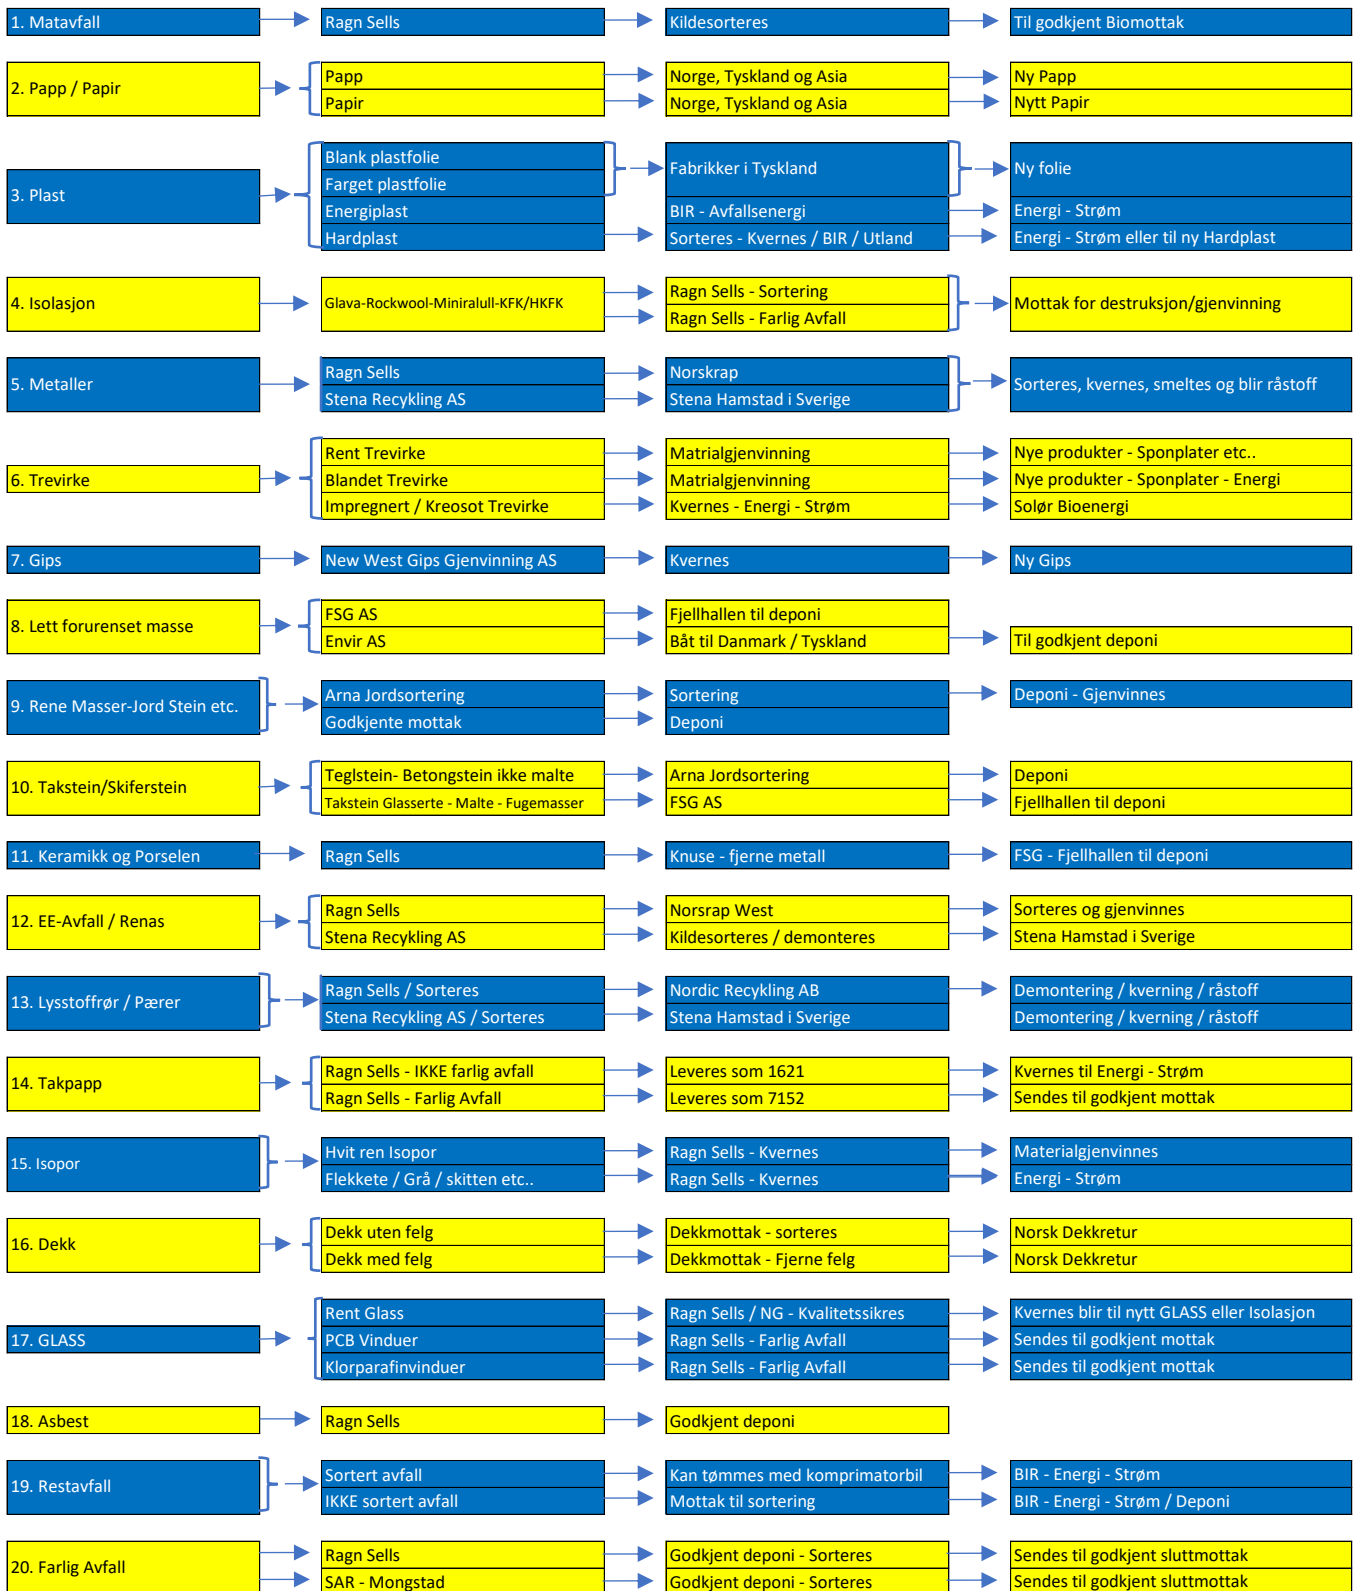 1. Matavfall
Ragn Sells
Kildesorteres
Til godkjent Biomottak
2. Papp / Papir
Papp
Norge, Tyskland og Asia
Ny Papp
Papir
Norge, Tyskland og Asia
Nytt Papir
3. Plast
Blank plastfolie
Farget plastfolie
Fabrikker i Tyskland
Ny folie
Energiplast
BIR - Avfallsenergi
Energi - Strøm
Hardplast
Sorteres - Kvernes / BIR / Utland
Energi - Strøm eller til ny Hardplast
4. Isolasjon
Glava-Rockwool-Miniralull-KFK/HKFK
Ragn Sells - Sortering
Ragn Sells - Farlig Avfall
Mottak for destruksjon/gjenvinning
5. Metaller
Ragn Sells
Norskrap
Stena Recykling AS
Stena Hamstad i Sverige
Sorteres, kvernes, smeltes og blir råstoff
6. Trevirke
Rent Trevirke
Matrialgjenvinning
Nye produkter - Sponplater etc..
Blandet Trevirke
Matrialgjenvinning
Nye produkter - Sponplater - Energi
Impregnert / Kreosot Trevirke
Kvernes - Energi - Strøm
Solør Bioenergi
7. Gips
New West Gips Gjenvinning AS
Kvernes
Ny Gips
8. Lett forurenset masse
FSG AS
Fjellhallen til deponi
Envir AS
Båt til Danmark / Tyskland
Til godkjent deponi
9. Rene Masser-Jord Stein etc.
Arna Jordsortering
Sortering
Deponi - Gjenvinnes
Godkjente mottak
Deponi
10. Takstein/Skiferstein
Teglstein- Betongstein ikke malte
Arna Jordsortering
Deponi
Takstein Glasserte - Malte - Fugemasser
FSG AS
Fjellhallen til deponi
11. Keramikk og Porselen
Ragn Sells
Knuse - fjerne metall
FSG - Fjellhallen til deponi
12. EE-Avfall / Renas
Ragn Sells
Norsrap West
Sorteres og gjenvinnes
Stena Recykling AS
Kildesorteres / demonteres
Stena Hamstad i Sverige
13. Lysstoffrør / Pærer
Ragn Sells / Sorteres
Nordic Recykling AB
Demontering / kverning / råstoff
Stena Recykling AS / Sorteres
Stena Hamstad i Sverige
Demontering / kverning / råstoff
14. Takpapp
Ragn Sells - IKKE farlig avfall
Leveres som 1621
Kvernes til Energi - Strøm
Ragn Sells - Farlig Avfall
Leveres som 7152
Sendes til godkjent mottak
15. Isopor
Hvit ren Isopor
Ragn Sells - Kvernes
Materialgjenvinnes
Flekkete / Grå / skitten etc..
Ragn Sells - Kvernes
Energi - Strøm
16. Dekk
Dekk uten felg
Dekkmottak - sorteres
Norsk Dekkretur
Dekk med felg
Dekkmottak - Fjerne felg
Norsk Dekkretur
17. GLASS
Rent Glass
Ragn Sells / NG - Kvalitetssikres
Kvernes blir til nytt GLASS eller Isolasjon
PCB Vinduer
Ragn Sells - Farlig Avfall
Sendes til godkjent mottak
Klorparafinvinduer
Ragn Sells - Farlig Avfall
Sendes til godkjent mottak
18. Asbest
Ragn Sells
Godkjent deponi
19. Restavfall
Sortert avfall
Kan tømmes med komprimatorbil
BIR - Energi - Strøm
IKKE sortert avfall
Mottak til sortering
BIR - Energi - Strøm / Deponi
20. Farlig Avfall
Ragn Sells
Godkjent deponi - Sorteres
Sendes til godkjent sluttmottak
SAR - Mongstad
Godkjent deponi - Sorteres
Sendes til godkjent sluttmottak